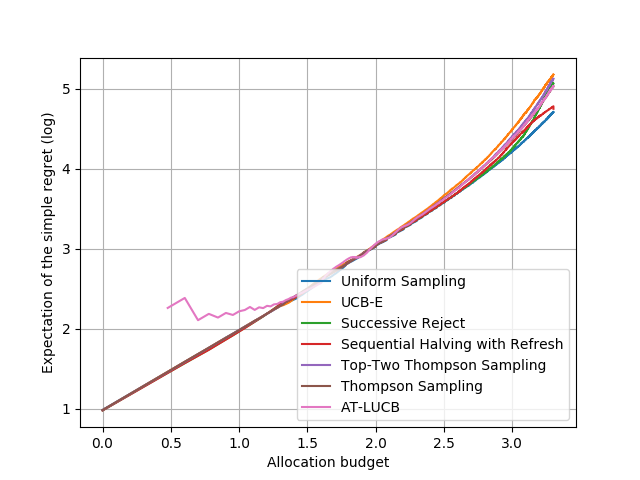 5
4
3
2
1
Expectation of the simple regret (log)
Uniform Sampling
UCB-E
Successive Reject
Sequential Halving with Refresh
Top-Two Thompson Sampling
Thompson Sampling
AT-LUCB
0.0 0.5 1.0 1.5 2.0 2.5 3.0
Allocation budget